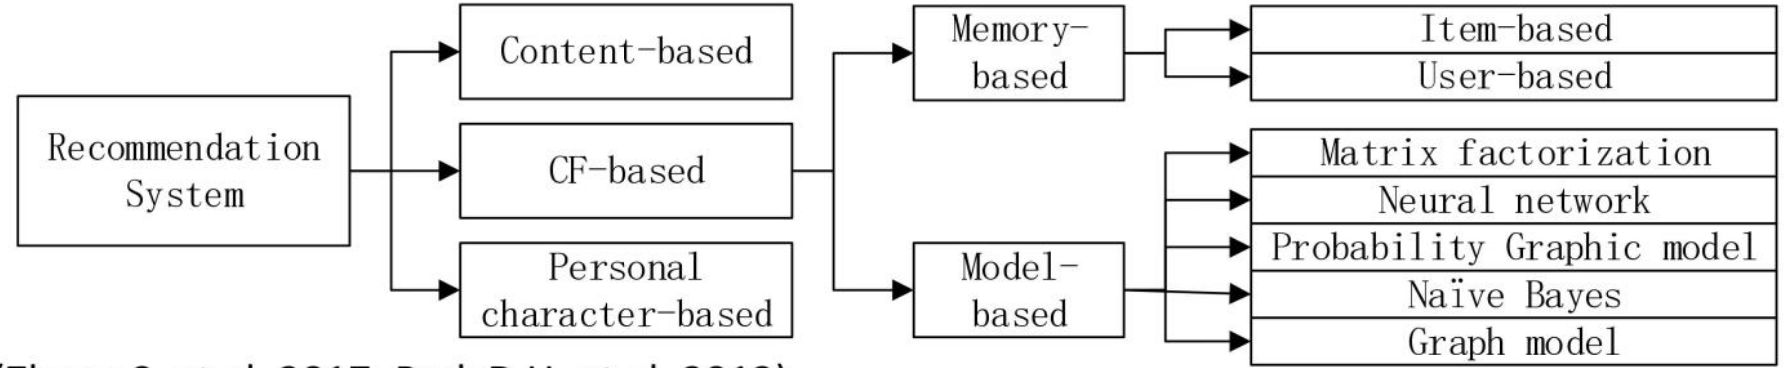 Recommendation
System
Content-based
CF-based
Personal
character-based
Memory-
based
Model-
based
Item-based
User-based
Matrix factorization
Neural network
Probability Graphic model
Naïve Bayes
Graph model